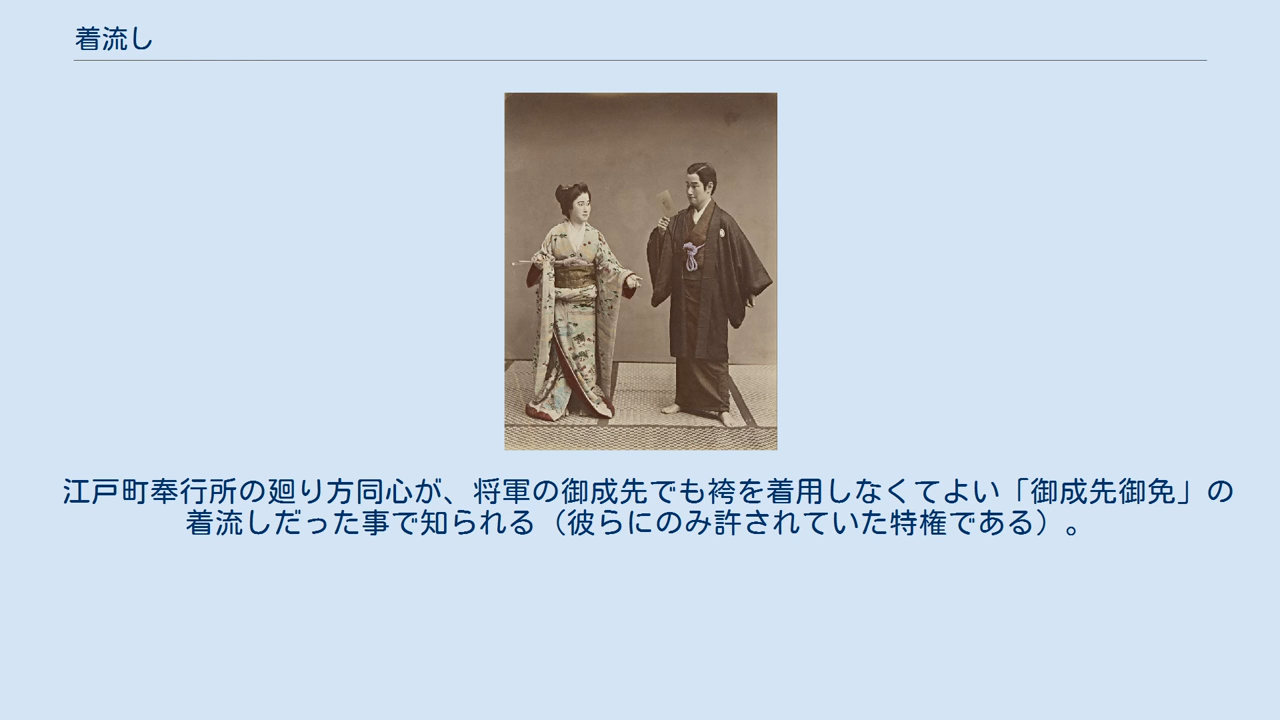 着流し
江戸町奉行所の廻り方同心が、将軍の御成先でも袴を着用しなくてよい「御成先御免」の
着流しだった事で知られる（彼らにのみ許されていた特権である）。